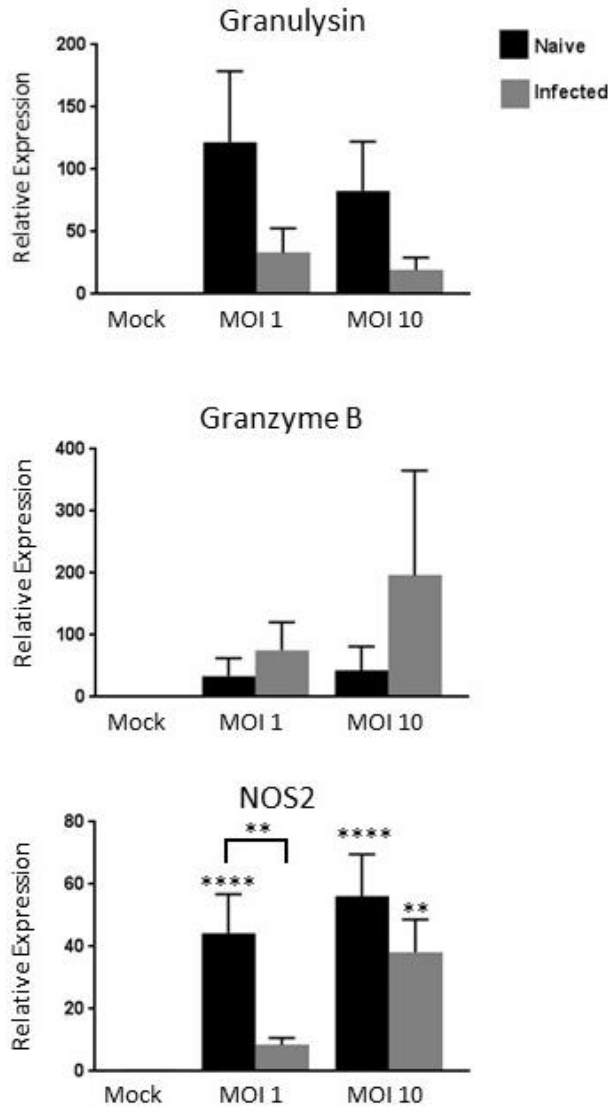 Granulysin
Naive
Infected
Relative Expression
200
150
100
50
0
Mock MOI 1 MOI 10
Granzyme B
Relative Expression
400
300
200
100
0
Mock MOI 1 MOI 10
NOS2
Relative Expression
80
60
40
20
0
**
****
****
**
Mock MOI 1 MOI 10